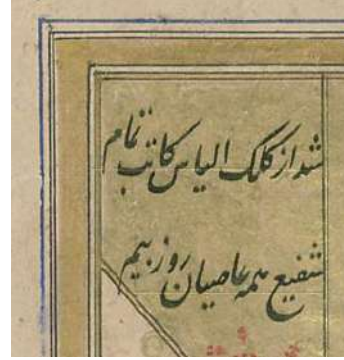 شد از کلک الیاس کاتب تمام
شفیع همه عاصیان روز بیم